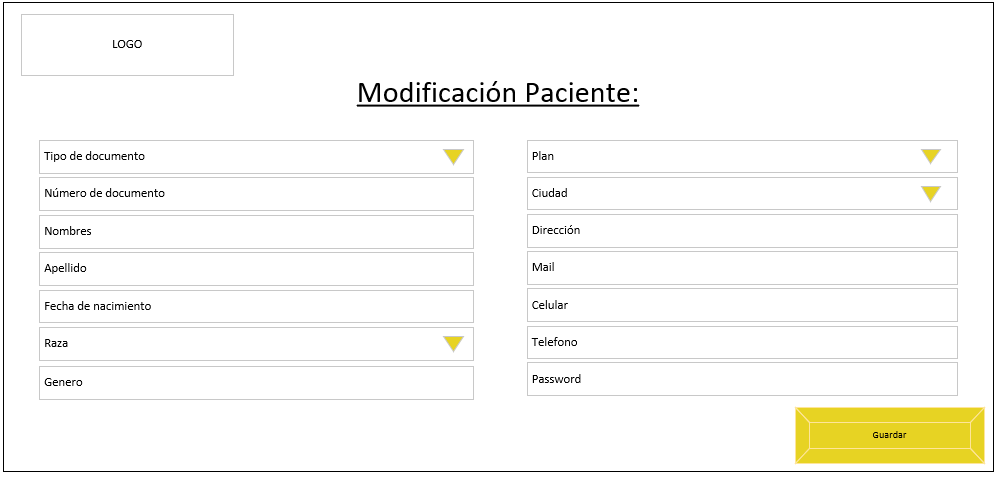 LOGO
Modificación Paciente:
Tipo de documento
Número de documento
Nombres
Apellido
Fecha de nacimiento
Raza
Genero
Plan
Ciudad
Dirección
Mail
Celular
Telefono
Password
Guardar